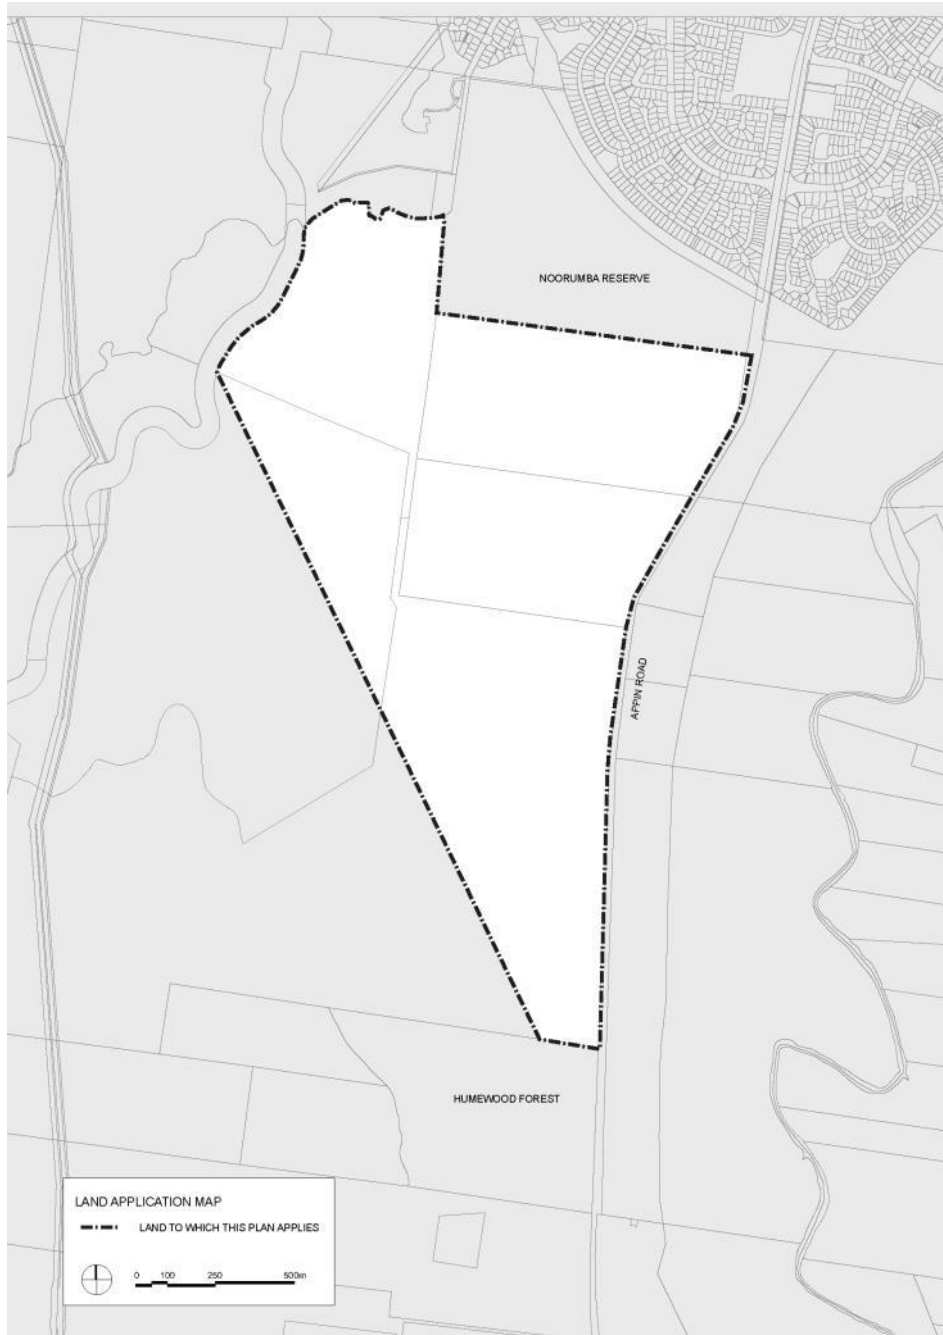 NOORUMBA RESERVE
APPIN ROAD
HUMEWOOD FOREST
LAND APPLICATION MAP
LAND TO WHICH THIS PLAN APPLIES
0 100 250 500m